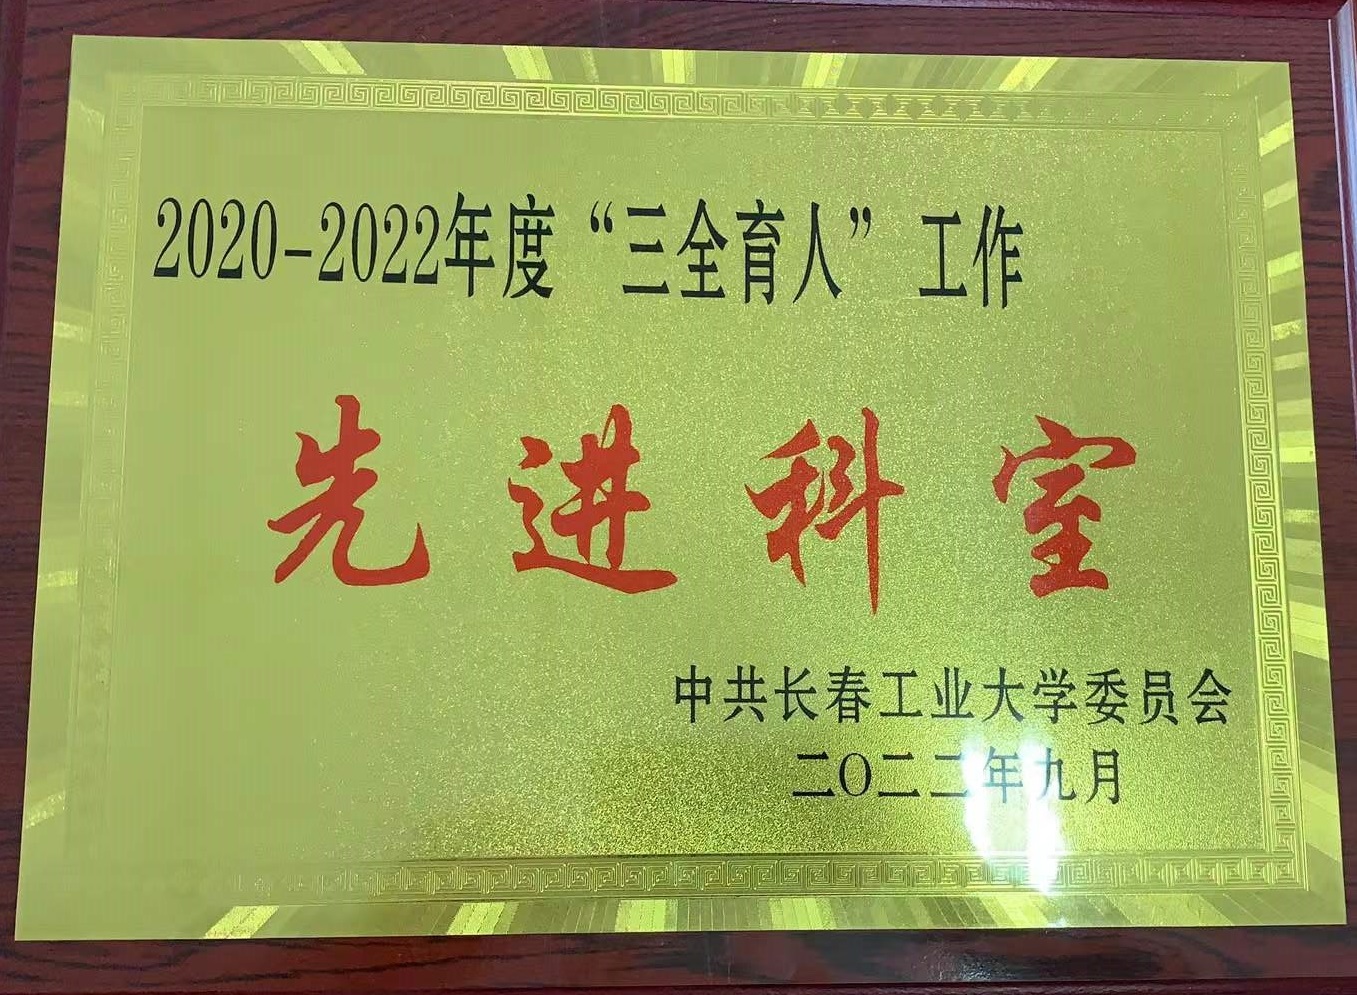 2020-2022年度“三全育人”工作
先进科室
中共长春工业大学委员会
二〇二二年九月